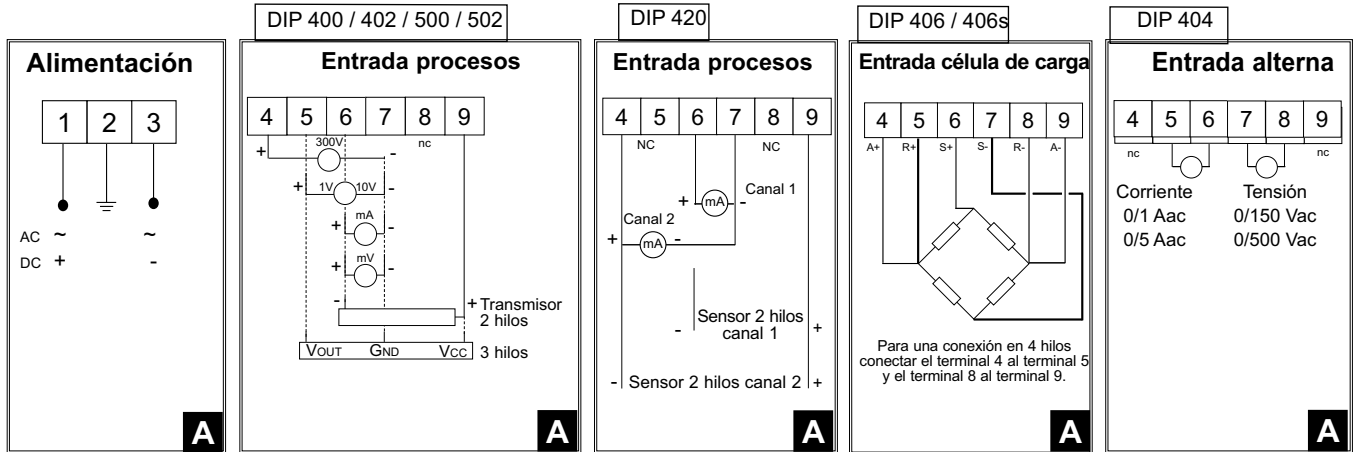 Alimentación
1 2 3
AC ~ ~
DC + -
A
DIP 400 / 402 / 500 / 502
Entrada procesos
4 5 6 7 8 9
nc
+ 300V -
+ 1V 10V -
+ mA -
+ mV -
- + Transmisor
2 hilos
VOUT GND VCC 3 hilos
A
DIP 420
Entrada procesos
4 5 6 7 8 9
NC NC
+ mA - Canal 1
Canal 2
+ mA -
Sensor 2 hilos
- canal 1 +
- Sensor 2 hilos canal 2 +
A
DIP 406 / 406s
Entrada célula de carga
4 5 6 7 8 9
A+ R+ S+ S- R- A-
Para una conexión en 4 hilos
conectar el terminal 4 al terminal 5
y el terminal 8 al terminal 9.
A
DIP 404
Entrada alterna
4 5 6 7 8 9
nc nc
Corriente Tensión
0/1 Aac 0/150 Vac
0/5 Aac 0/500 Vac
A